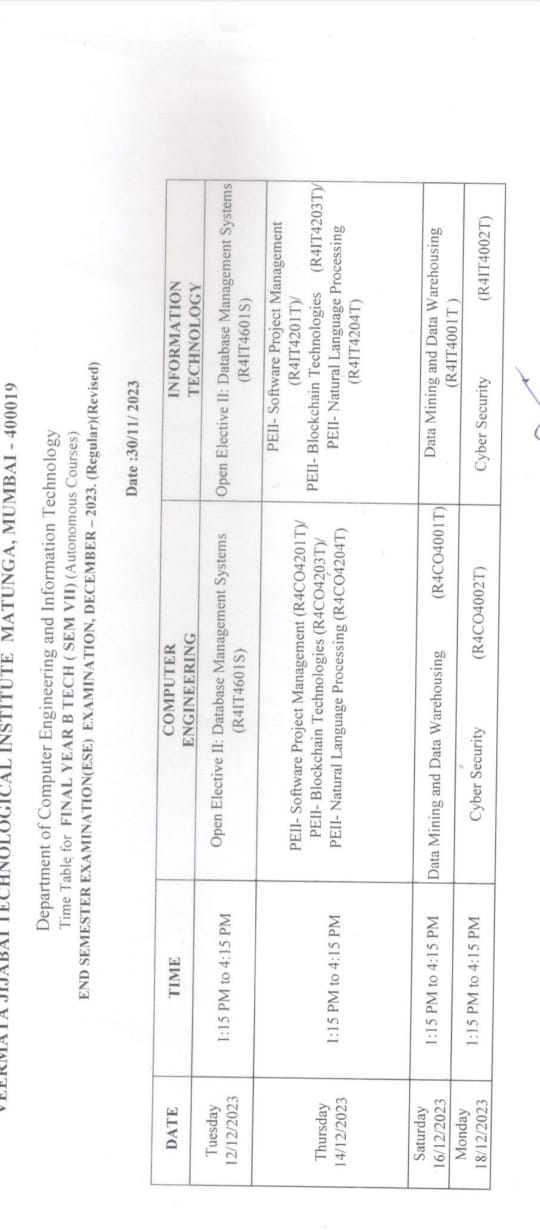 VEERMATA JIJABAI TECHNOLOGICAL INSTITUTE MATUNGA, MUMBAI - 400019
Department of Computer Engineering and Information Technology
Time Table for FINAL YEAR B TECH ( SEM VII) (Autonomous Courses)
END SEMESTER EXAMINATION(ESE) EXAMINATION, DECEMBER – 2023. (Regular)(Revised)
Date :30/11/ 2023
DATE
TIME
COMPUTER
ENGINEERING
INFORMATION
TECHNOLOGY
Tuesday
12/12/2023
1:15 PM to 4:15 PM
Open Elective II: Database Management Systems
(R4IT4601S)
Open Elective II: Database Management Systems
(R4IT4601S)
Thursday
14/12/2023
1:15 PM to 4:15 PM
PEII- Software Project Management (R4CO4201T)/
PEII- Blockchain Technologies (R4CO4203T)/
PEII- Natural Language Processing (R4CO4204T)
PEII- Software Project Management
(R4IT4201T)/
PEII- Blockchain Technologies (R4IT4203T)/
PEII- Natural Language Processing
(R4IT4204T)
Saturday
16/12/2023
1:15 PM to 4:15 PM
Data Mining and Data Warehousing (R4CO4001T)
Data Mining and Data Warehousing
(R4IT4001T )
Monday
18/12/2023
1:15 PM to 4:15 PM
Cyber Security (R4CO4002T)
Cyber Security (R4IT4002T)